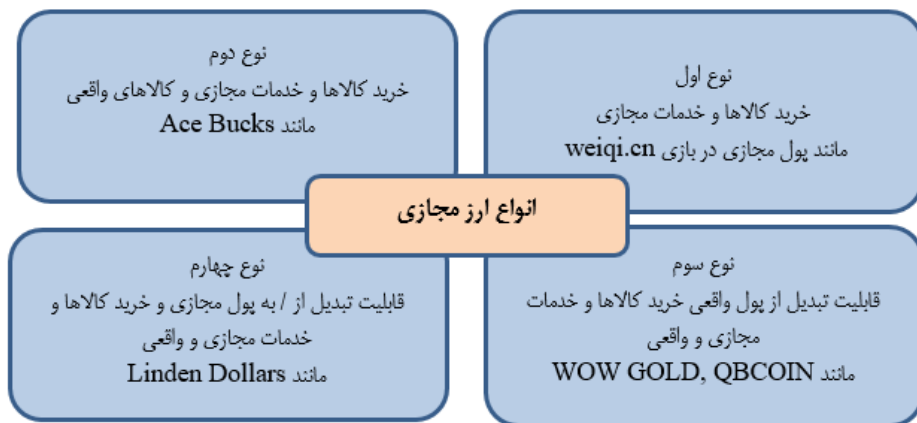 انواع ارز مجازی
نوع اول
خرید کالاها و خدمات مجازی
مانند پول مجازی در بازی weiqi.cn
نوع دوم
خرید کالاها و خدمات مجازی و کالاهای واقعی
مانند Ace Bucks
نوع سوم
قابلیت تبدیل از پول واقعی خرید کالاها و خدمات
مجازی و واقعی
مانند WOW GOLD, QBCOIN
نوع چهارم
قابلیت تبدیل از / به پول مجازی و خرید کالاها و
خدمات مجازی و واقعی
مانند Linden Dollars